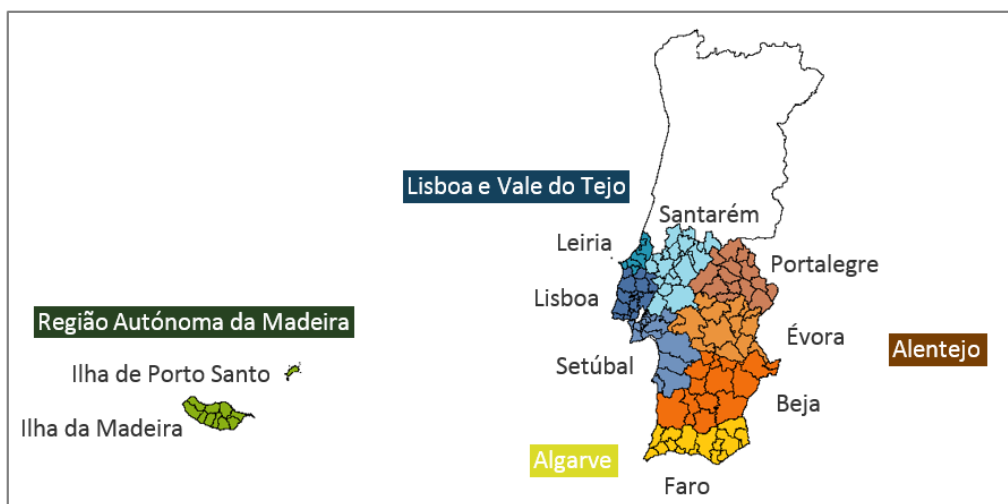 Lisboa e Vale do Tejo
Santarém
Leiria
Portalegre
Lisboa
Região Autónoma da Madeira
Évora
Alentejo
Setúbal
Ilha de Porto Santo
Beja
Ilha da Madeira
Algarve
Faro